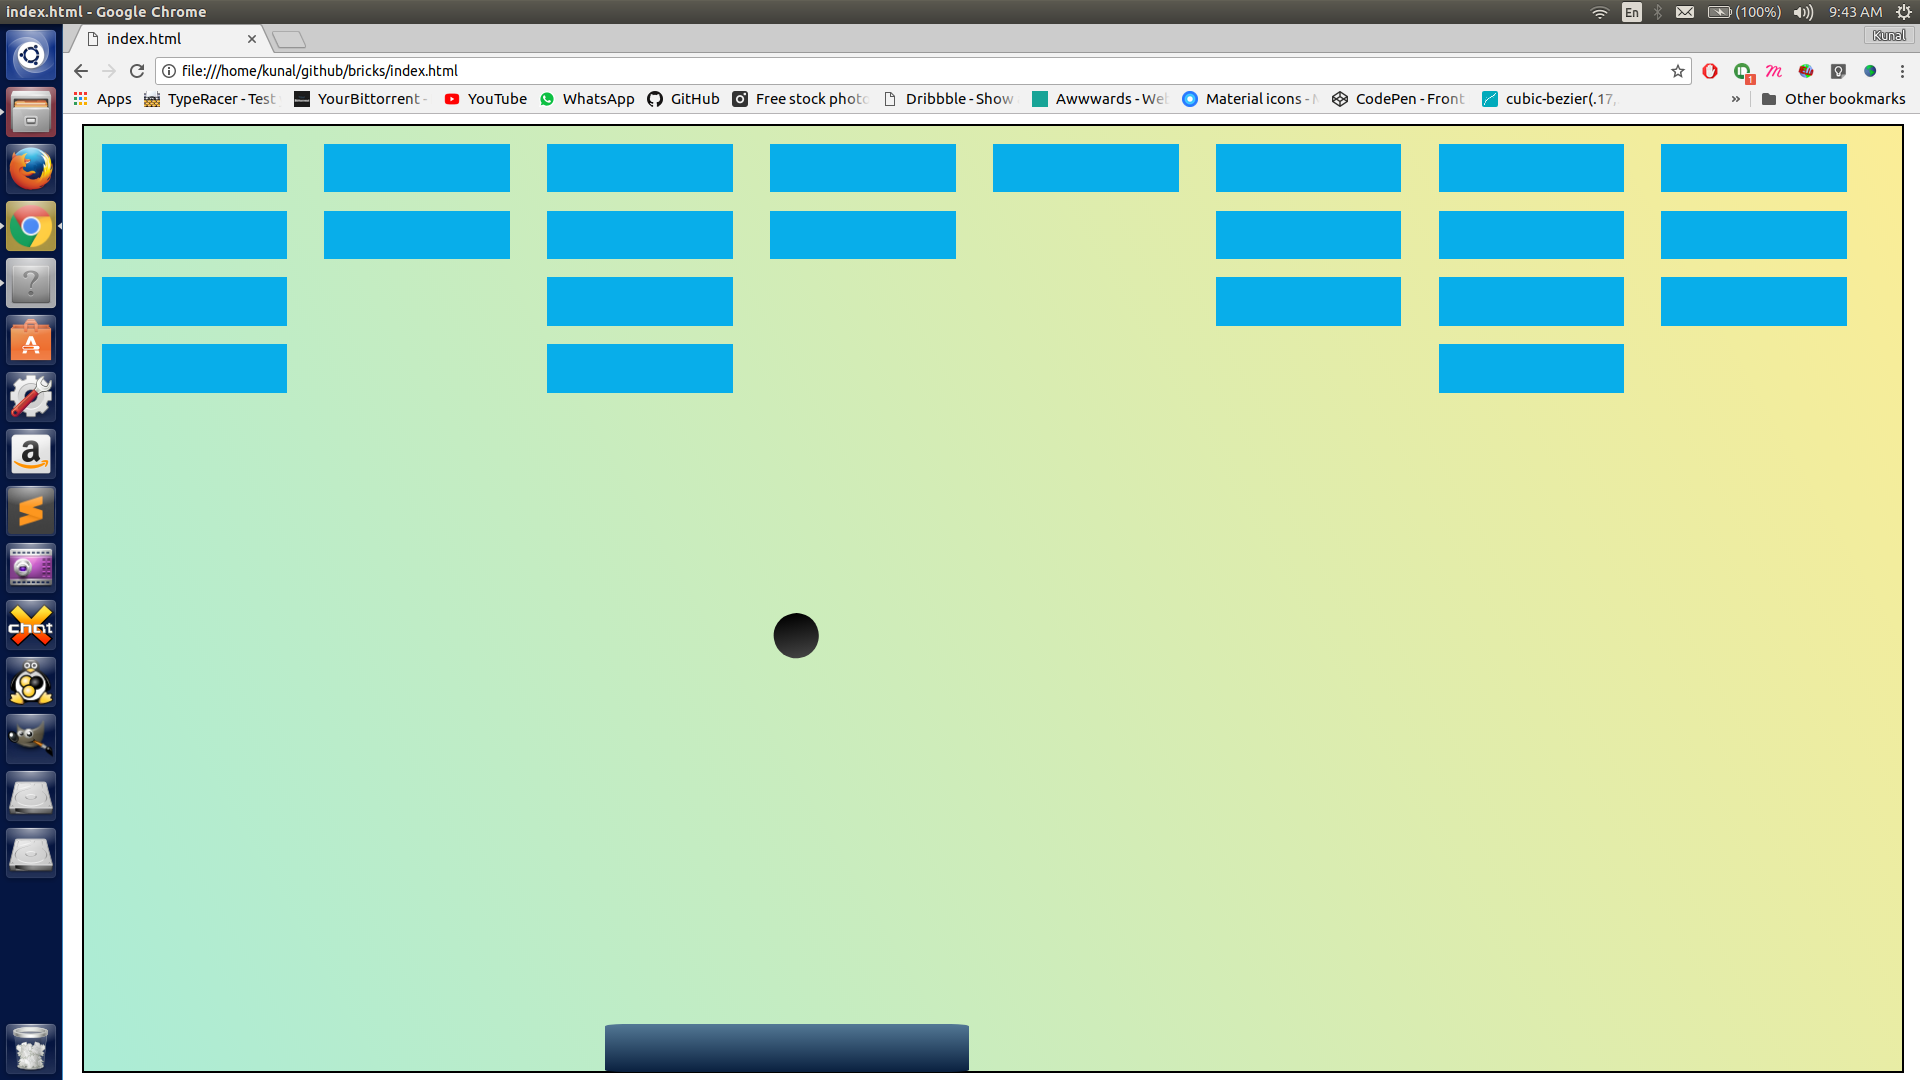 index.html - Google Chrome
En
(100%)
9:43 AM
index.html
Kunal
file:///home/kunal/github/bricks/index.html
1
Apps
TypeRacer - Test
YourBittorrent -
YouTube
WhatsApp
GitHub
Free stock photo
Dribbble - Show
Awwwards - Web
Material icons -
CodePen - Front
cubic-bezier(.17,
»
Other bookmarks
?
A
a
chat